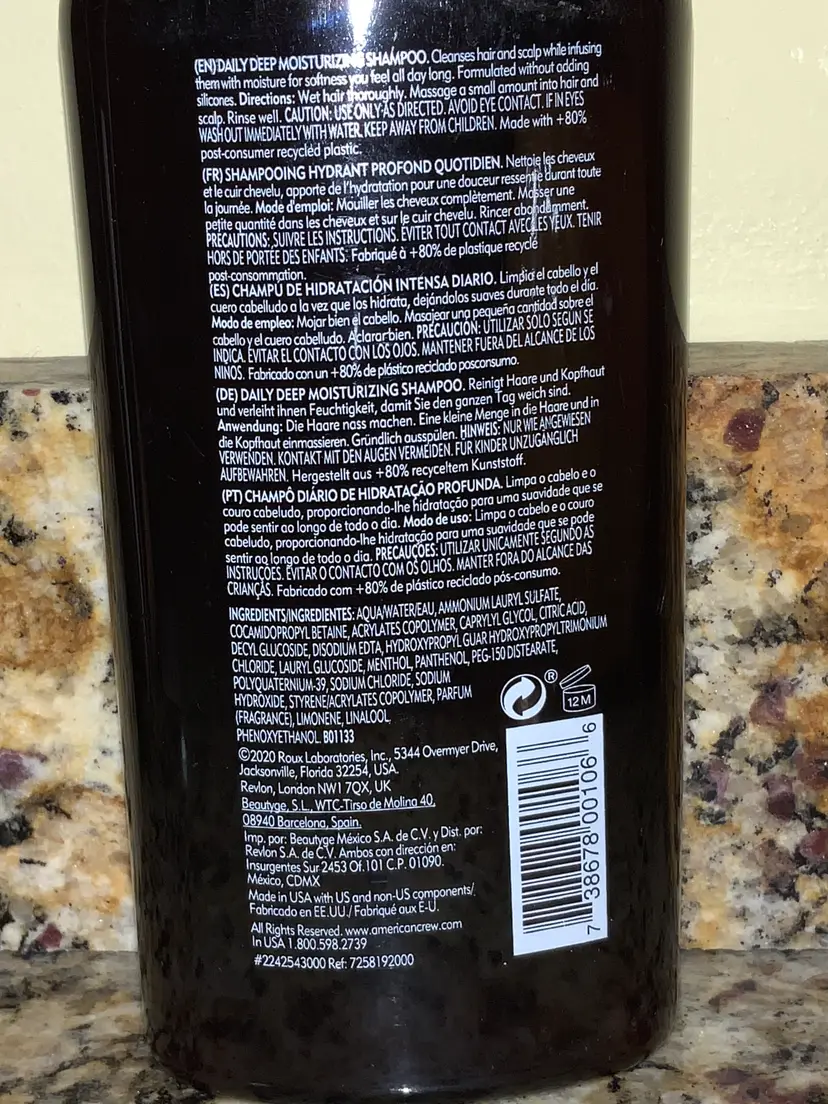 (EN) DAILY DEEP MOISTURIZING SHAMPOO. Cleanses hair and scalp while infusing
them with moisture for softness you feel all day long. Formulated without adding
silicones. Directions: Wet hair thoroughly. Massage a small amount into hair and
scalp. Rinse well. CAUTION: USE ONLY AS DIRECTED. AVOID EYE CONTACT. IF IN EYES
WASH OUT IMMEDIATELY WITH WATER. KEEP AWAY FROM CHILDREN. Made with +80%
post-consumer recycled plastic.
(FR) SHAMPOOING HYDRANT PROFOND QUOTIDIEN. Nettoie les cheveux
et le cuir chevelu, apporte de l'hydratation pour une douceur ressentie durant toute
la journée. Mode d'emploi: Mouiller les cheveux complètement. Masser une
petite quantité dans les cheveux et sur le cuir chevelu. Rincer abondamment.
PRECAUTIONS: SUIVRE LES INSTRUCTIONS. ÉVITER TOUT CONTACT AVEC LES YEUX. TENIR
HORS DE PORTÉE DES ENFANTS. Fabriqué à +80% de plastique recyclé
post-consommation.
(ES) CHAMPÚ DE HIDRATACIÓN INTENSA DIARIO. Limpia el cabello y el
cuero cabelludo a la vez que los hidrata, dejándolos suaves durante todo el día.
Modo de empleo: Mojar bien el cabello. Masajear una pequeña cantidad sobre el
cabello y el cuero cabelludo. Aclarar bien. PRECAUCIÓN: UTILIZAR SOLO SEGÚN SE
INDICA. EVITAR EL CONTACTO CON LOS OJOS. MANTENER FUERA DEL ALCANCE DE LOS
NIÑOS. Fabricado con un +80% de plástico reciclado posconsumo.
(DE) DAILY DEEP MOISTURIZING SHAMPOO. Reinigt Haare und Kopfhaut
und verleiht ihnen Feuchtigkeit, damit Sie den ganzen Tag weich sind.
Anwendung: Die Haare nass machen. Eine kleine Menge in die Haare und in
die Kopfhaut einmassieren. Gründlich ausspülen. HINWEIS: NUR WIE ANGEWIESEN
VERWENDEN. KONTAKT MIT DEN AUGEN VERMEIDEN. FÜR KINDER UNZUGÄNGLICH
AUFBEWAHREN. Hergestellt aus +80% recyceltem Kunststoff.
(PT) CHAMPÔ DIÁRIO DE HIDRATAÇÃO PROFUNDA. Limpa o cabelo e o
couro cabeludo, proporcionando-lhe hidratação para uma suavidade que se
pode sentir ao longo de todo o dia. Modo de uso: Limpa o cabelo e o couro
cabeludo, proporcionando-lhe hidratação para uma suavidade que se pode
sentir ao longo de todo o dia. PRECAUÇÕES: UTILIZAR UNICAMENTE SEGUNDO AS
INSTRUÇÕES. EVITAR O CONTACTO COM OS OLHOS. MANTER FORA DO ALCANCE DAS
CRIANÇAS. Fabricado com +80% de plástico reciclado pós-consumo.
INGREDIENTS/INGREDIENTES: AQUA/WATER/EAU, AMMONIUM LAURYL SULFATE,
COCAMIDOPROPYL BETAINE, ACRYLATES COPOLYMER, CAPRYLYL GLYCOL, CITRIC ACID,
DECYL GLUCOSIDE, DISODIUM EDTA, HYDROXYPROPYL GUAR HYDROXYPROPYLTRIMONIUM
CHLORIDE, LAURYL GLUCOSIDE, MENTHOL, PANTHENOL, PEG-150 DISTEARATE,
POLYQUATERNIUM-39, SODIUM CHLORIDE, SODIUM
HYDROXIDE, STYRENE/ACRYLATES COPOLYMER, PARFUM
(FRAGRANCE), LIMONENE, LINALOOL,
PHENOXYETHANOL. B01133
®
12 M
©2020 Roux Laboratories, Inc., 5344 Overmyer Drive,
Jacksonville, Florida 32254, USA.
Revlon, London NW1 7QX, UK
Beautyge, S.L., WTC-Tirso de Molina 40,
08940 Barcelona, Spain.
Imp. por: Beautyge México S.A. de C.V. y Dist. por:
Revlon S.A. de C.V. Ambos con dirección en:
Insurgentes Sur 2453 Of. 101 C.P. 01090.
México, CDMX
Made in USA with US and non-US components/
Fabricado en EE.UU./ Fabriqué aux É-U.
All Rights Reserved. www.americancrew.com
In USA 1.800.598.2739
#2242543000 Ref: 7258192000
7 38678 00106 6